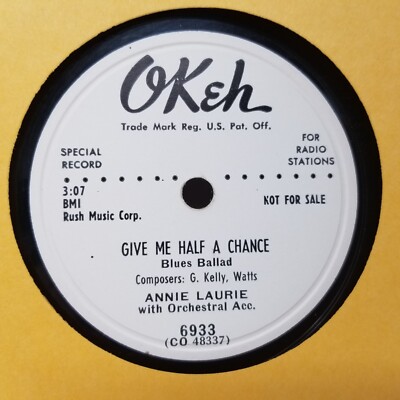 OKeh
Trade Mark Reg. U.S. Pat. Off.
SPECIAL
RECORD
FOR
RADIO
STATIONS
3:07
BMI
Rush Music Corp.
NOT FOR SALE
GIVE ME HALF A CHANCE
Blues Ballad
Composers: G. Kelly, Watts
ANNIE LAURIE
with Orchestral Acc.
6933
(CO 48337)